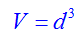 V = d³